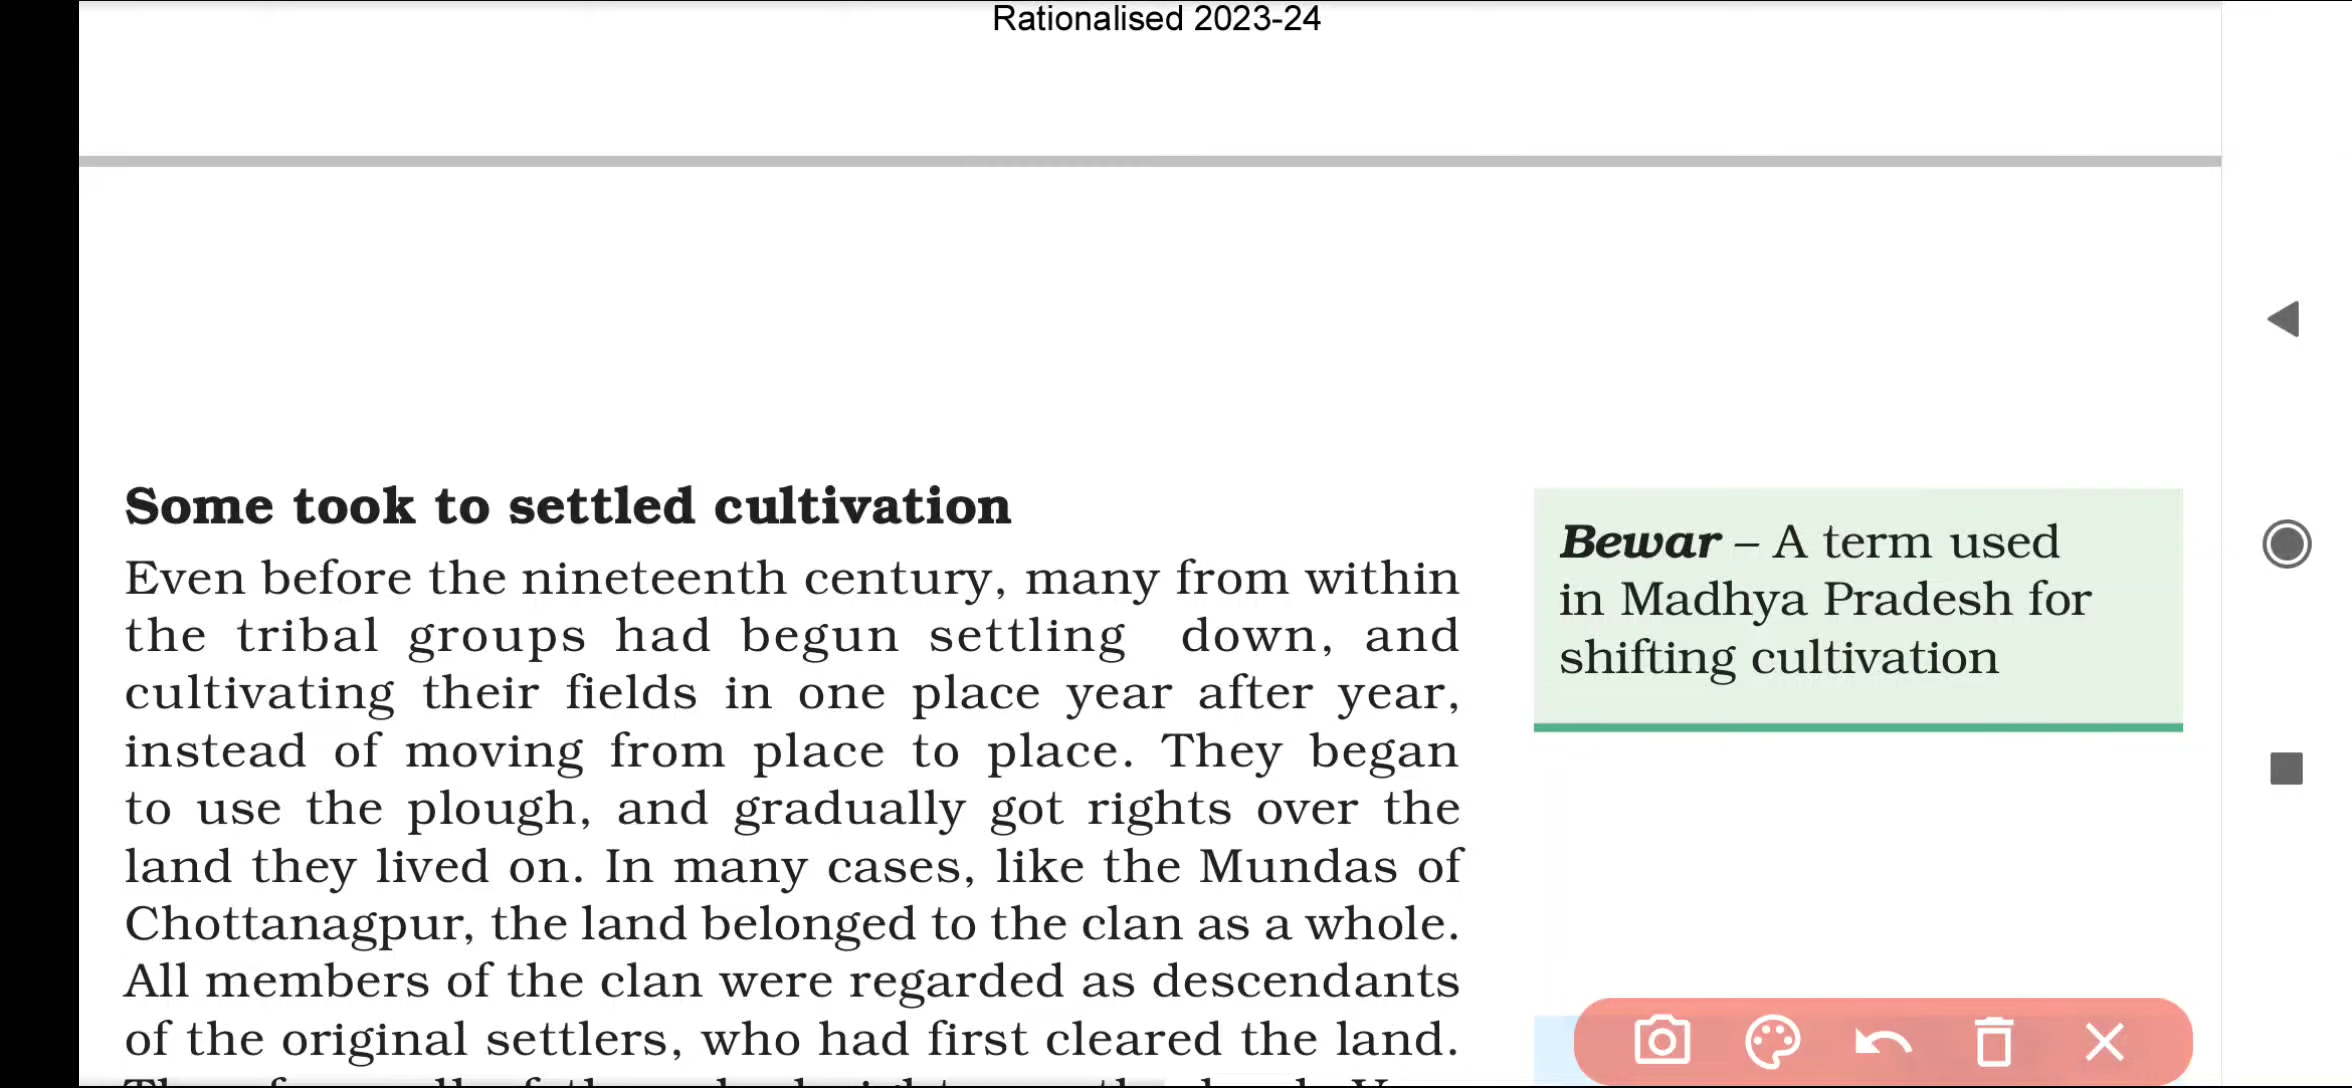 Rationalised 2023-24
Some took to settled cultivation
Even before the nineteenth century, many from within
the tribal groups had begun settling down, and
cultivating their fields in one place year after year,
instead of moving from place to place. They began
to use the plough, and gradually got rights over the
land they lived on. In many cases, like the Mundas of
Chottanagpur, the land belonged to the clan as a whole.
All members of the clan were regarded as descendants
of the original settlers, who had first cleared the land.
Bewar – A term used
in Madhya Pradesh for
shifting cultivation